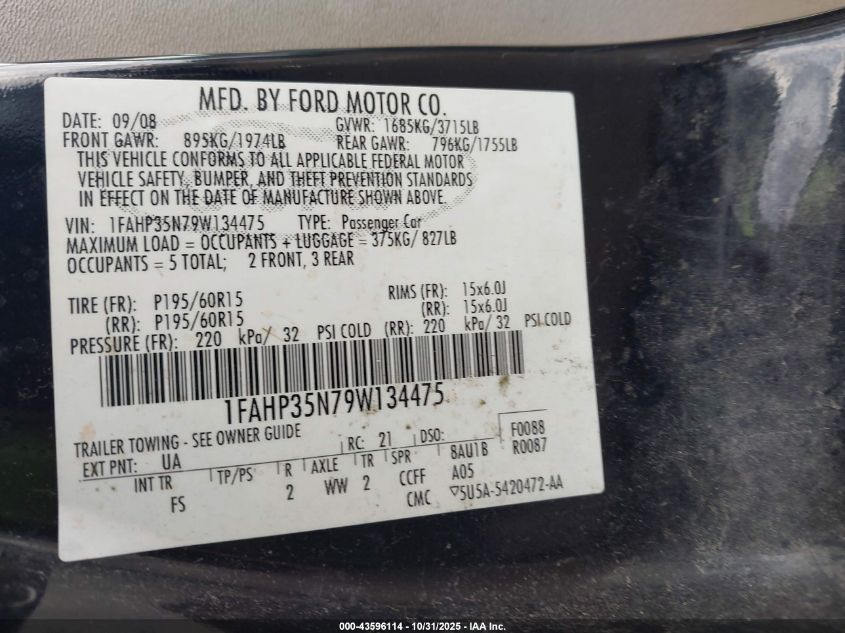 MFD. BY FORD MOTOR CO.
DATE: 09/08 GVWR: 1685KG/3715LB
FRONT GAWR: 895KG/1974LB REAR GAWR: 796KG/1755LB
THIS VEHICLE CONFORMS TO ALL APPLICABLE FEDERAL MOTOR
VEHICLE SAFETY, BUMPER, AND THEFT PREVENTION STANDARDS
IN EFFECT ON THE DATE OF MANUFACTURE SHOWN ABOVE.
VIN: 1FAHP35N79W134475 TYPE: Passenger Car
MAXIMUM LOAD = OCCUPANTS + LUGGAGE = 375KG/ 827LB
OCCUPANTS = 5 TOTAL; 2 FRONT, 3 REAR
TIRE (FR): P195/60R15 RIMS (FR): 15x6.0J
(RR): P195/60R15 (RR): 15x6.0J
PRESSURE (FR): 220 kPa/ 32 PSI COLD (RR): 220 kPa/ 32 PSI COLD
1FAHP35N79W134475
TRAILER TOWING - SEE OWNER GUIDE F0088
EXT PNT: UA RC: 21 DSO: 8AU1B R0087
INT TR TP/PS R AXLE TR SPR A05
FS 2 WW 2 CCFF
CMC 5U5A-5420472-AA
000-43596114 - 10/31/2025 - IAA Inc.